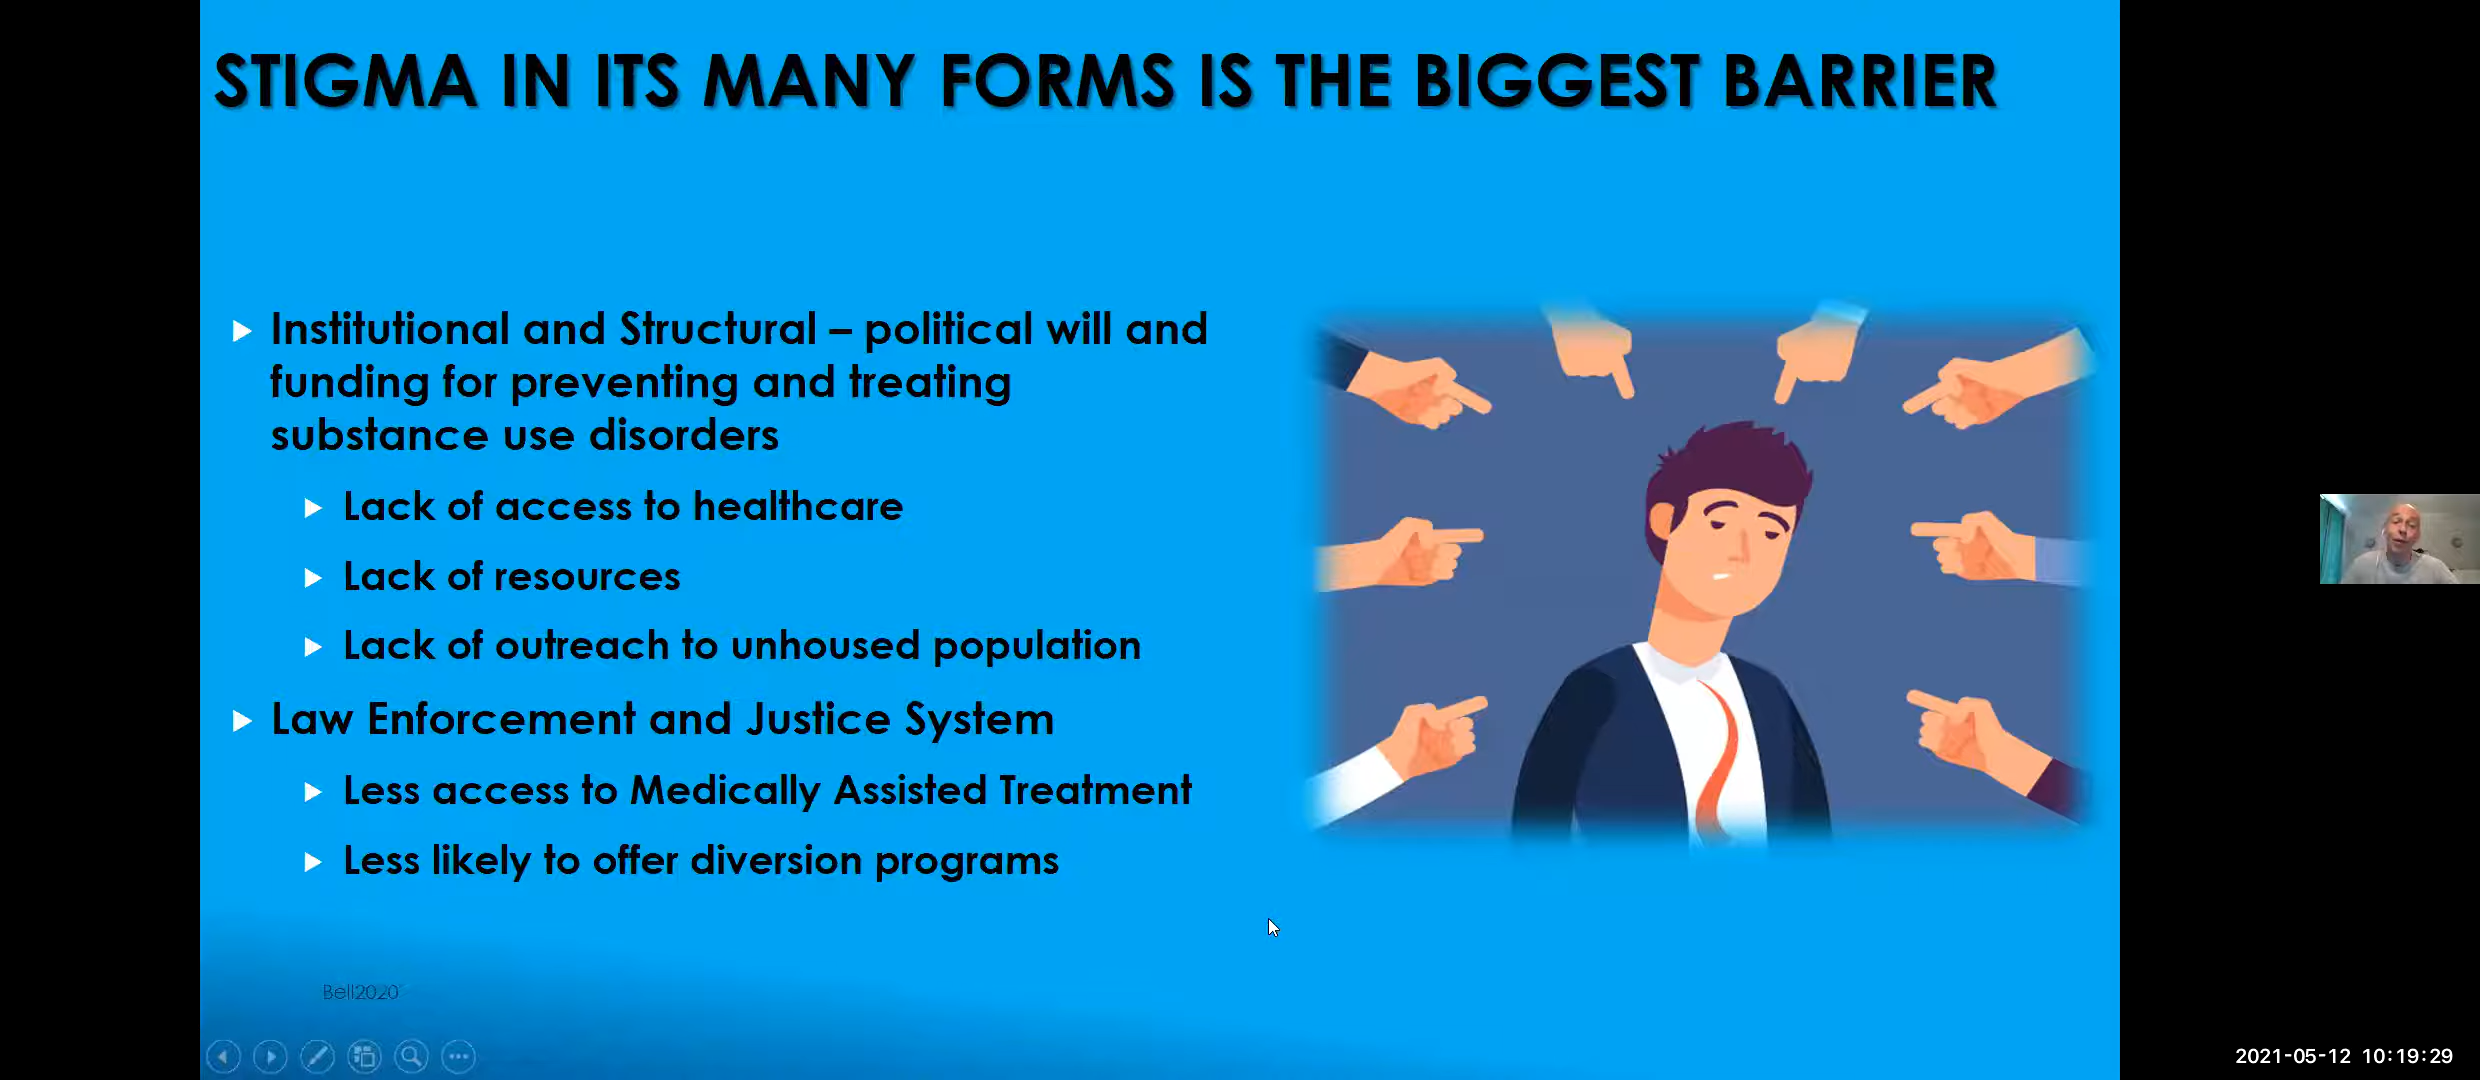 STIGMA IN ITS MANY FORMS IS THE BIGGEST BARRIER
Institutional and Structural – political will and
funding for preventing and treating
substance use disorders
Lack of access to healthcare
Lack of resources
Lack of outreach to unhoused population
Law Enforcement and Justice System
Less access to Medically Assisted Treatment
Less likely to offer diversion programs
Bell2020
2021-05-12 10:19:29